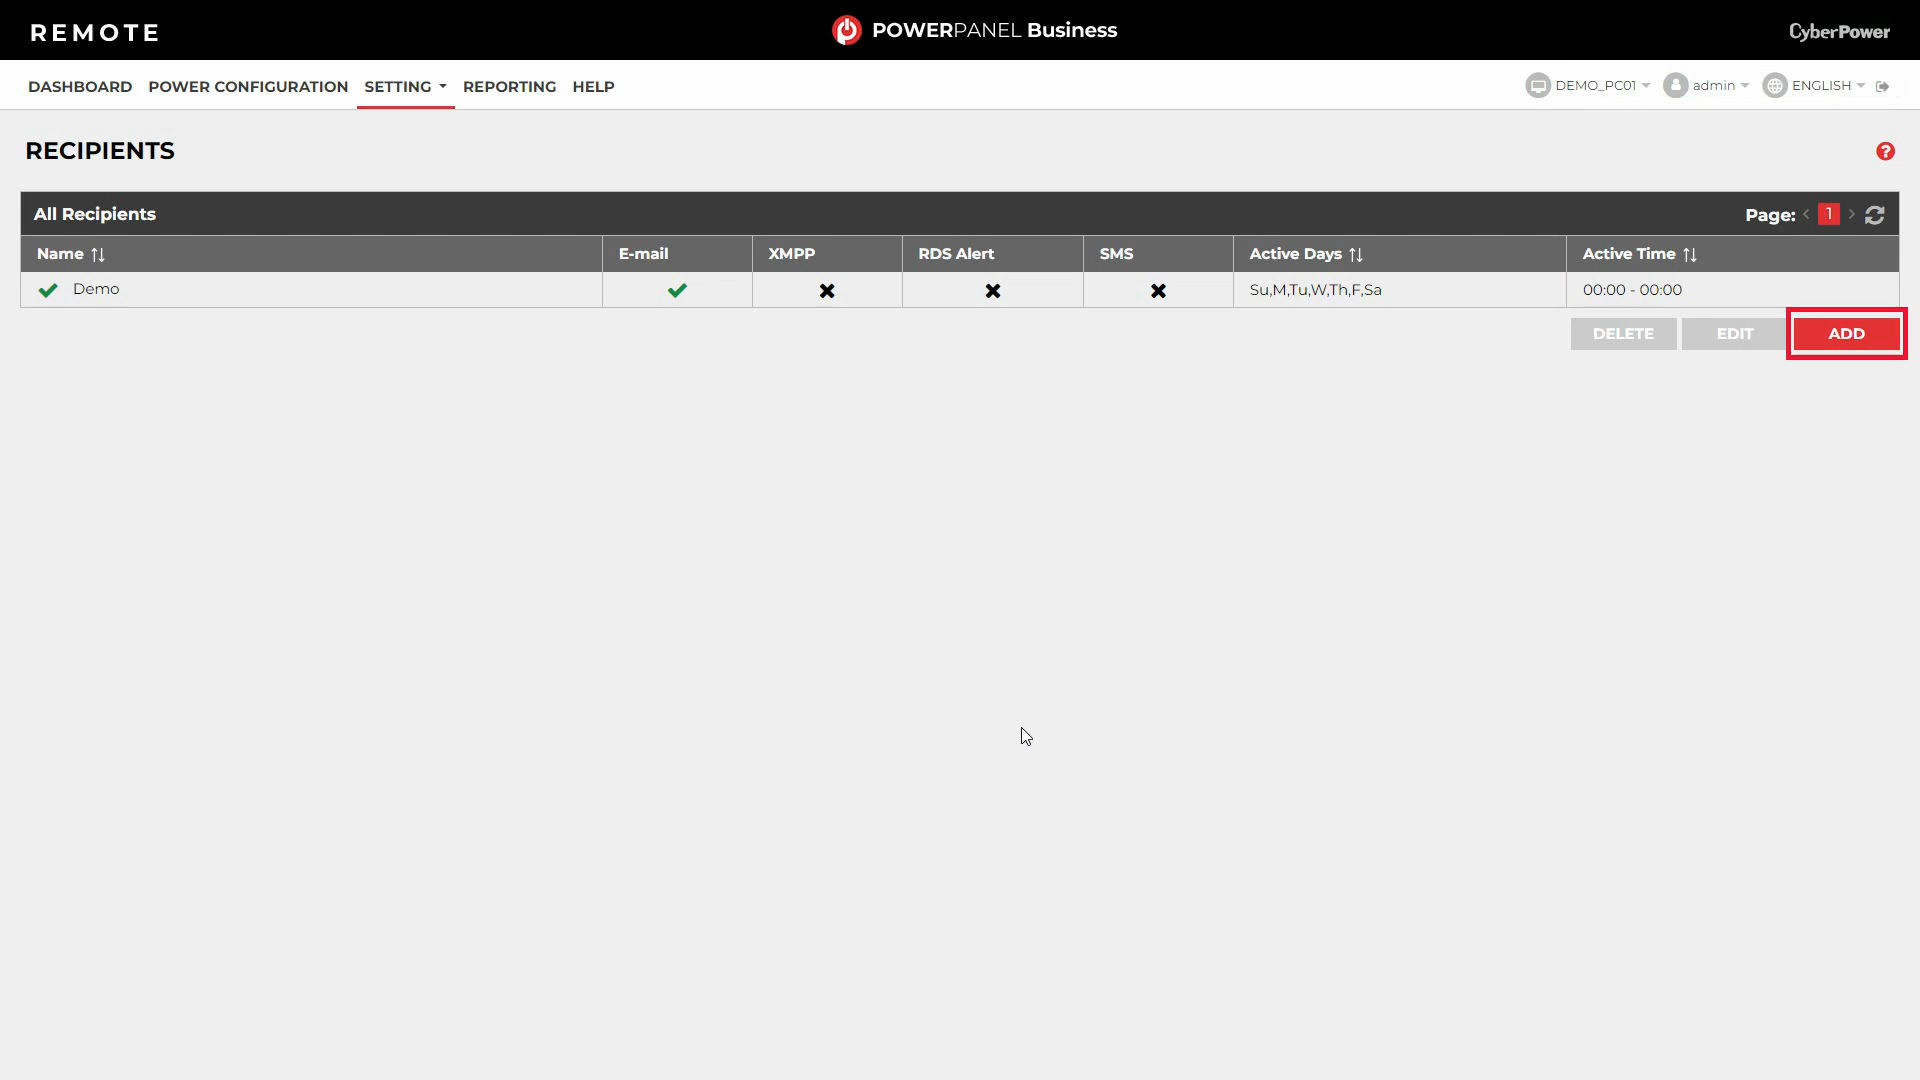 REMOTE
POWERPANEL Business
CyberPower
DASHBOARD POWER CONFIGURATION SETTING REPORTING HELP
DEMO_PC01 admin ENGLISH
RECIPIENTS
?
All Recipients Page: < 1 >
Name E-mail XMPP RDS Alert SMS Active Days Active Time
Demo Su,M,Tu,W,Th,F,Sa 00:00 - 00:00
DELETE EDIT ADD